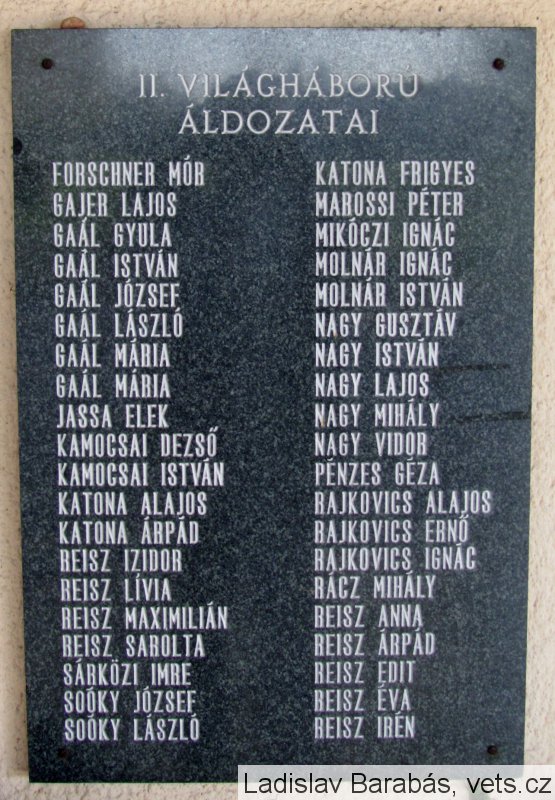 II. VILÁGHÁBORÚ
ÁLDOZATAI
FORSCHNER MÓR
GAJER LAJOS
GAÁL GYULA
GAÁL ISTVÁN
GAÁL JÓZSEF
GAÁL LÁSZLÓ
GAÁL MÁRIA
GAÁL MÁRIA
JASSA ELEK
KAMOCSAI DEZSŐ
KAMOCSAI ISTVÁN
KATONA ALAJOS
KATONA ÁRPÁD
REISZ IZIDOR
REISZ LÍVIA
REISZ MAXIMILIÁN
REISZ SAROLTA
SÁRKÖZI IMRE
SOÓKY JÓZSEF
SOÓKY LÁSZLÓ
KATONA FRIGYES
MAROSSI PÉTER
MIKÓCZI IGNÁC
MOLNÁR IGNÁC
MOLNÁR ISTVÁN
NAGY GUSZTÁV
NAGY ISTVÁN
NAGY LAJOS
NAGY MIHÁLY
NAGY VIDOR
PÉNZES GÉZA
RAJKOVICS ALAJOS
RAJKOVICS ERNŐ
RAJKOVICS IGNÁC
RÁCZ MIHÁLY
REISZ ANNA
REISZ ÁRPÁD
REISZ EDIT
REISZ ÉVA
REISZ IRÉN
Ladislav Barabás, vets.cz